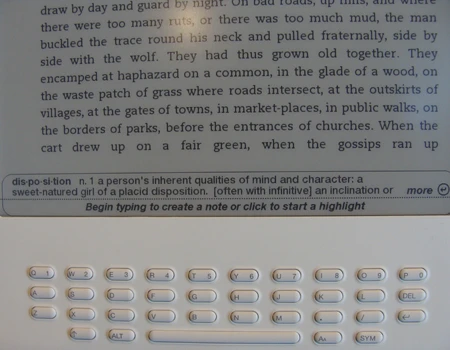 draw by day and guard by night. On bad roads, up hills, and where
there were too many ruts, or there was too much mud, the man
buckled the trace round his neck and pulled fraternally, side by
side with the wolf. They had thus grown old together. They
encamped at haphazard on a common, in the glade of a wood, on
the waste patch of grass where roads intersect, at the outskirts of
villages, at the gates of towns, in market-places, in public walks, on
the borders of parks, before the entrances of churches. When the
cart drew up on a fair green, when the gossips ran up
dis·po·si·tion n. 1 a person's inherent qualities of mind and character: a
sweet-natured girl of placid disposition. [often with infinitive] an inclination or more
Begin typing to create a note or click to start a highlight
Q 1 W 2 E 3 R 4 T 5 Y 6 U 7 I 8 O 9 P 0
A S D F G H J K L DEL
Z X C V B N M .
ALT Aa SYM